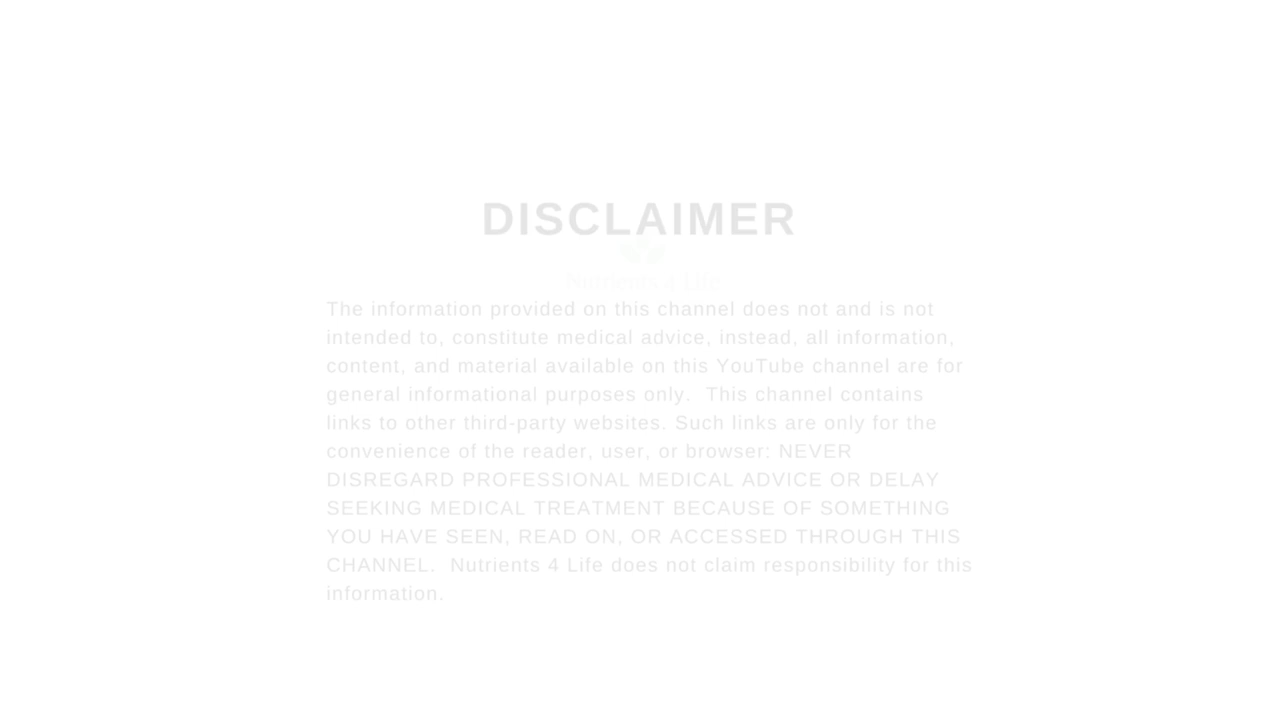 DISCLAIMER
Nutrients 4 Life
The information provided on this channel does not and is not
intended to, constitute medical advice, instead, all information,
content, and material available on this YouTube channel are for
general informational purposes only.  This channel contains
links to other third-party websites. Such links are only for the
convenience of the reader, user, or browser: NEVER
DISREGARD PROFESSIONAL MEDICAL ADVICE OR DELAY
SEEKING MEDICAL TREATMENT BECAUSE OF SOMETHING
YOU HAVE SEEN, READ ON, OR ACCESSED THROUGH THIS
CHANNEL.  Nutrients 4 Life does not claim responsibility for this
information.